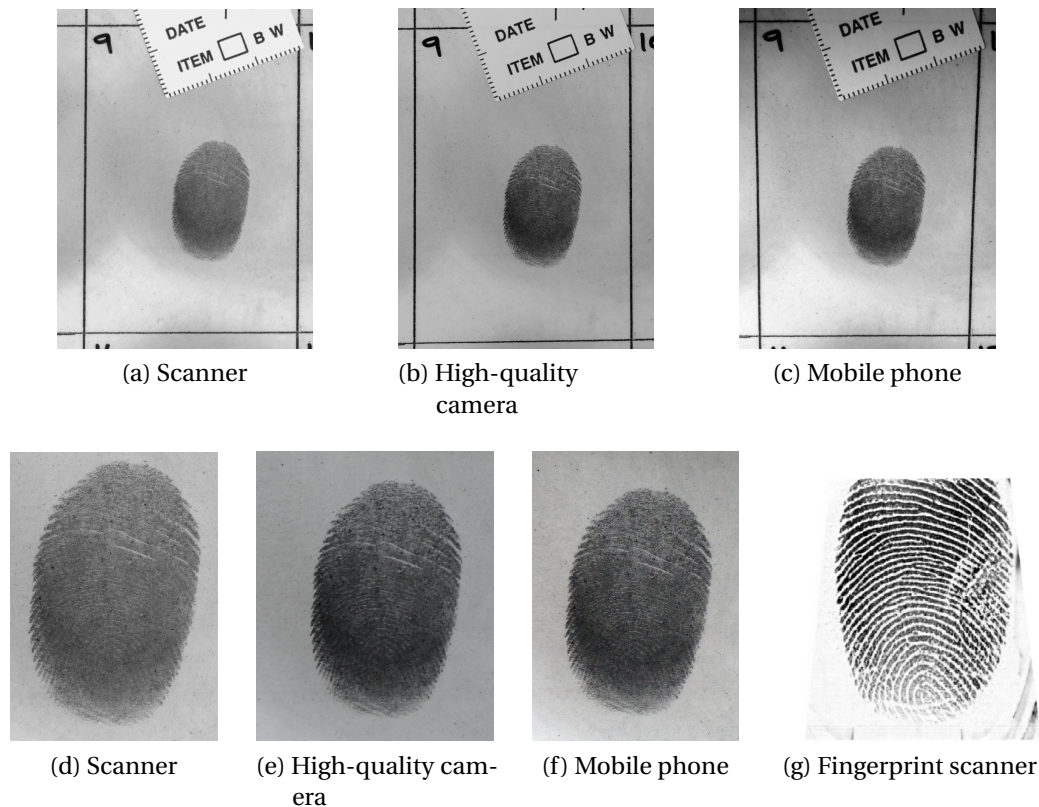 9
DATE
ITEM B W
9
DATE
ITEM B W
10
9
DATE
ITEM B W
(a) Scanner
(b) High-quality
camera
(c) Mobile phone
(d) Scanner
(e) High-quality cam-
era
(f) Mobile phone
(g) Fingerprint scanner